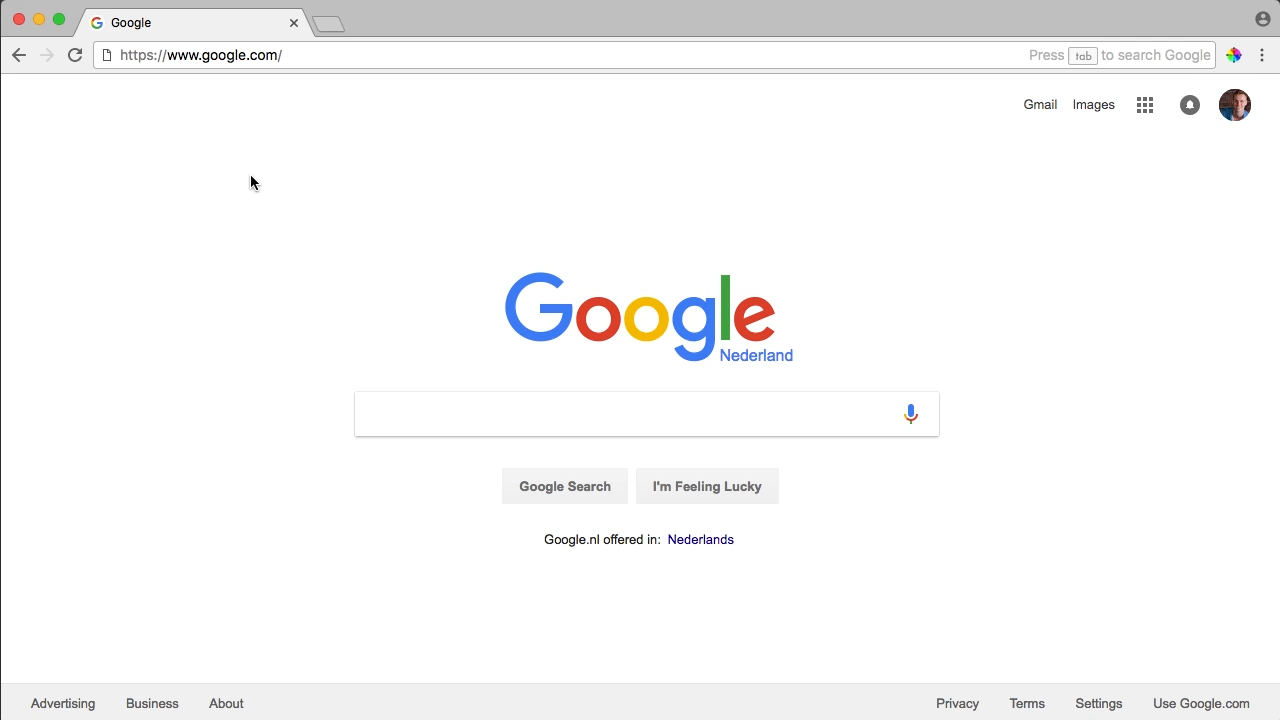 Google
https://www.google.com/ Press tab to search Google
Gmail Images
Google
Nederland
Google Search I'm Feeling Lucky
Google.nl offered in: Nederlands
Advertising Business About Privacy Terms Settings Use Google.com